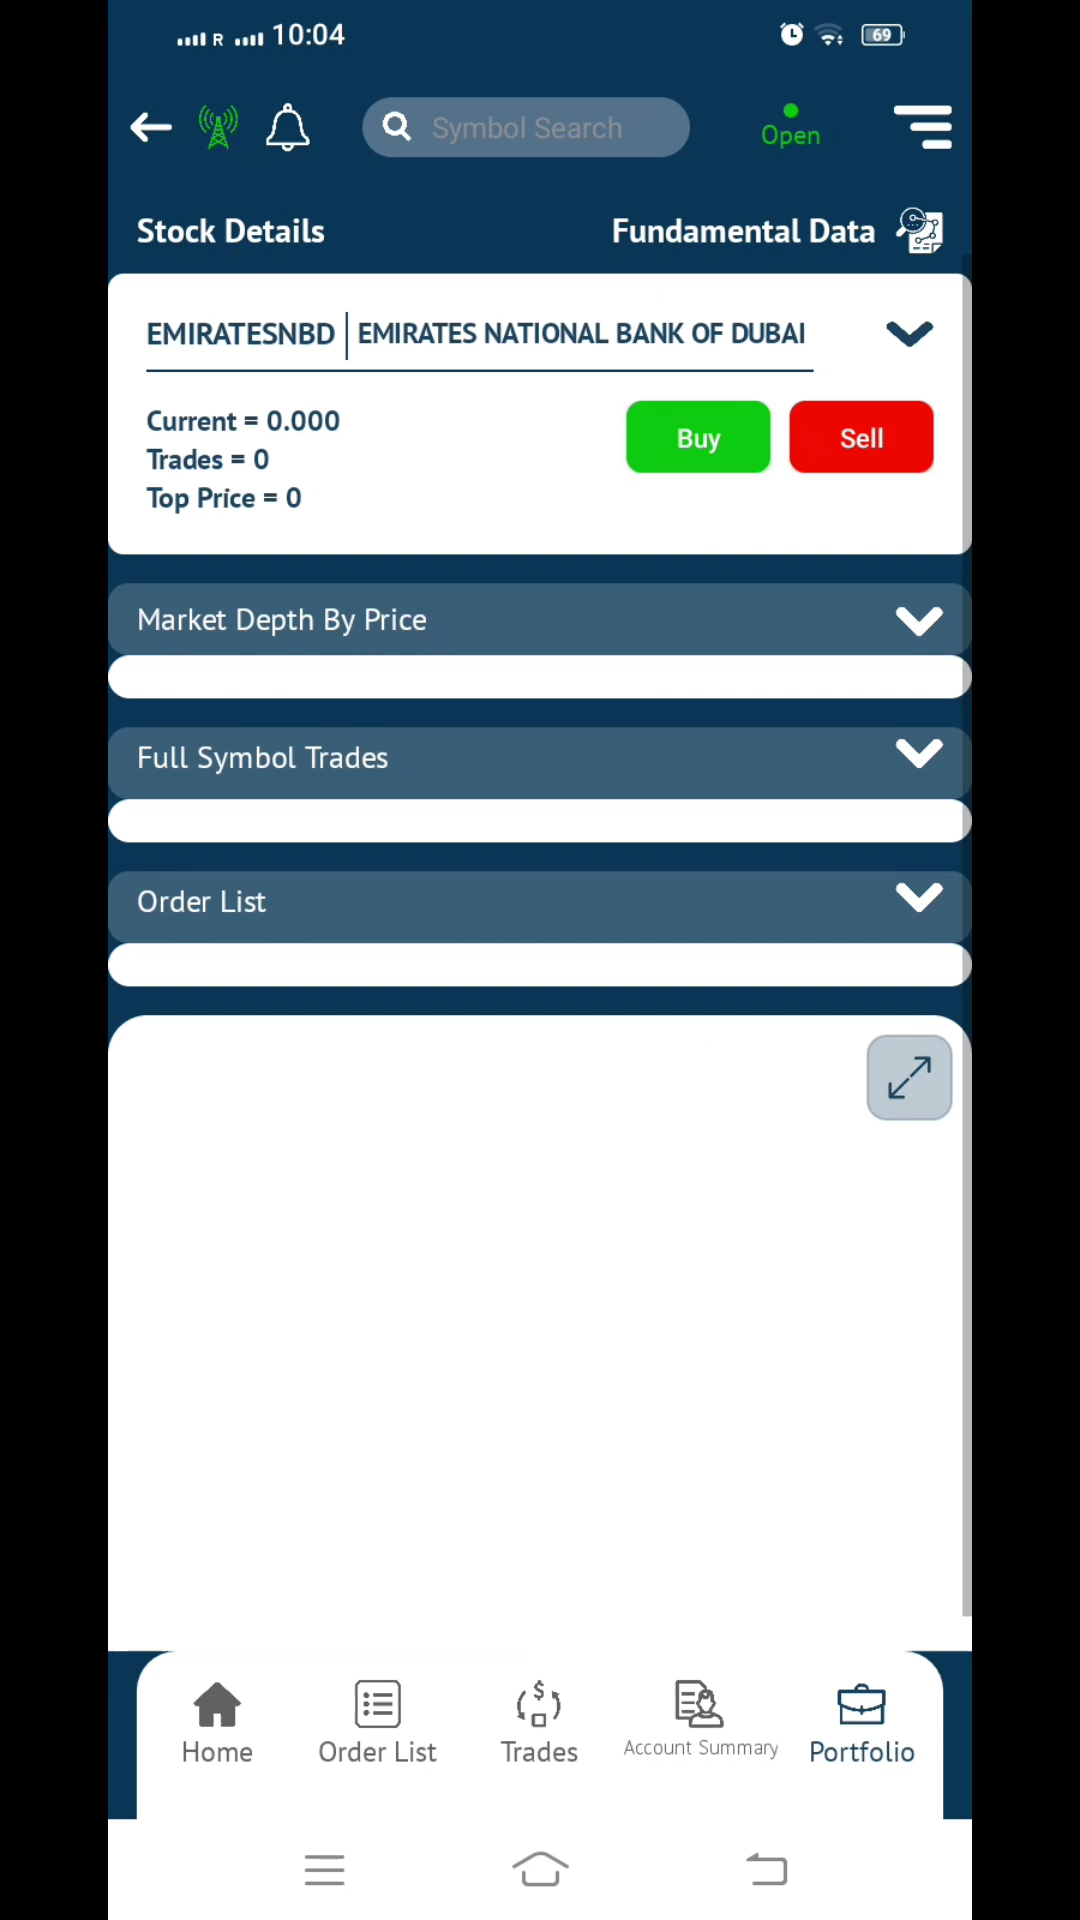 R 10:04 69
Symbol Search Open
Stock Details Fundamental Data
EMIRATESNBD EMIRATES NATIONAL BANK OF DUBAI
Current = 0.000
Trades = 0
Top Price = 0
Buy Sell
Market Depth By Price
Full Symbol Trades
Order List
Home Order List Trades Account Summary Portfolio